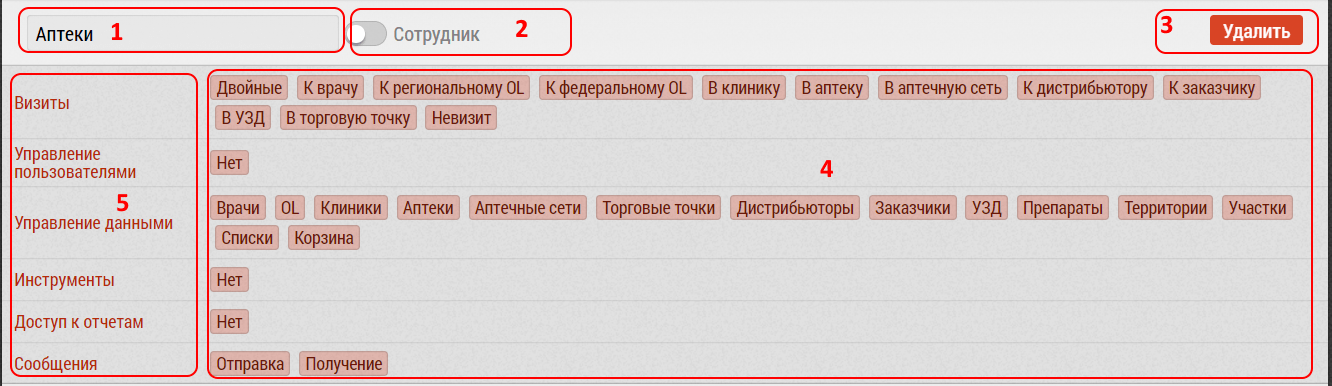 Аптеки 1 Сотрудник 2 3 Удалить
Визиты Двойные К врачу К региональному OL К федеральному OL В клинику В аптеку В аптечную сеть К дистрибьютору К заказчику
В УЗД В торговую точку Невизит
Управление пользователями Нет 4
5
Управление данными Врачи OL Клиники Аптеки Аптечные сети Торговые точки Дистрибьюторы Заказчики УЗД Препараты Территории Участки
Списки Корзина
Инструменты Нет
Доступ к отчетам Нет
Сообщения Отправка Получение